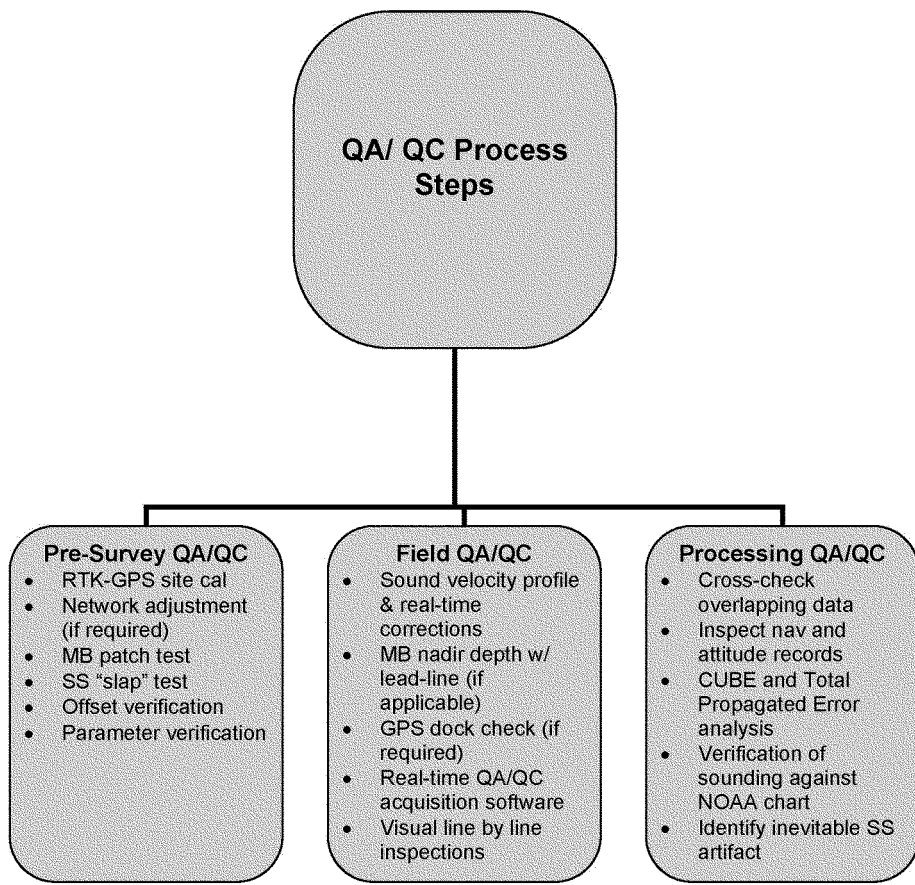 QA/ QC Process
Steps
Pre-Survey QA/QC
• RTK-GPS site cal
• Network adjustment
(if required)
• MB patch test
• SS “slap” test
• Offset verification
• Parameter verification
Field QA/QC
• Sound velocity profile
& real-time
corrections
• MB nadir depth w/
lead-line (if
applicable)
• GPS dock check (if
required)
• Real-time QA/QC
acquisition software
• Visual line by line
inspections
Processing QA/QC
• Cross-check
overlapping data
• Inspect nav and
attitude records
• CUBE and Total
Propagated Error
analysis
• Verification of
sounding against
NOAA chart
• Identify inevitable SS
artifact